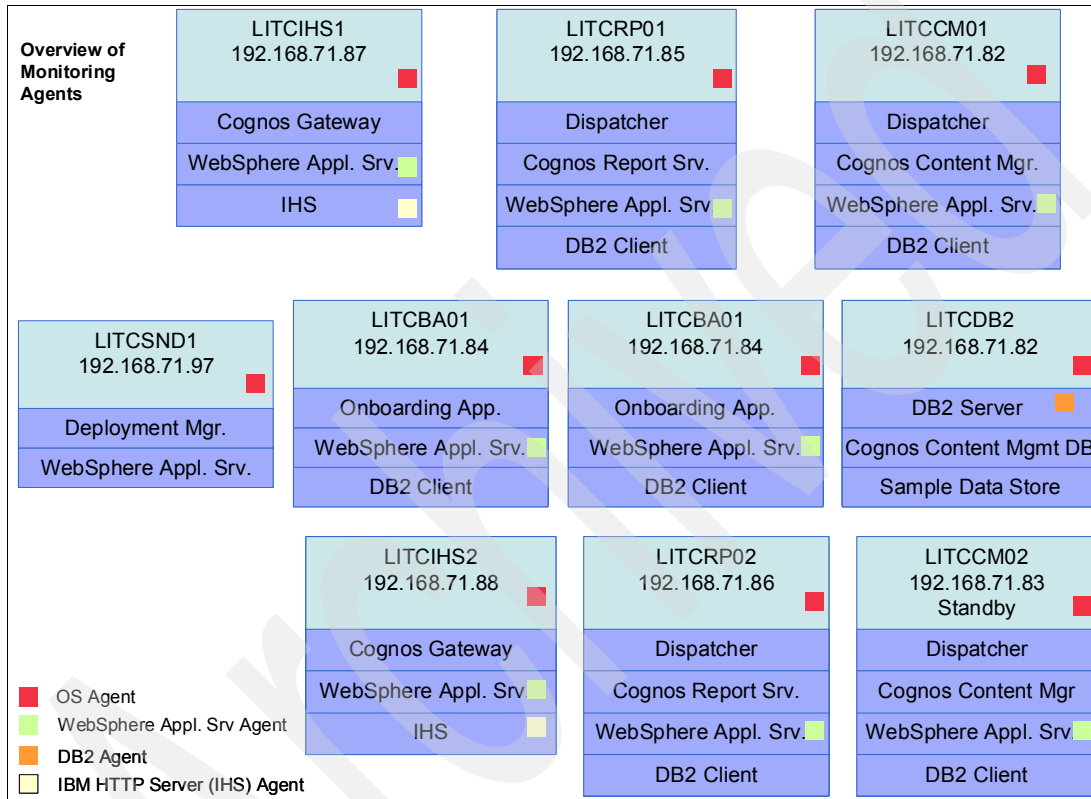 Overview of
Monitoring
Agents
LITCIHS1
192.168.71.87
Cognos Gateway
WebSphere Appl. Srv.
IHS
LITCRP01
192.168.71.85
Dispatcher
Cognos Report Srv.
WebSphere Appl. Srv.
DB2 Client
LITCCM01
192.168.71.82
Dispatcher
Cognos Content Mgr.
WebSphere Appl. Srv.
DB2 Client
LITCSND1
192.168.71.97
Deployment Mgr.
WebSphere Appl. Srv.
LITCBA01
192.168.71.84
Onboarding App.
WebSphere Appl. Srv.
DB2 Client
LITCBA01
192.168.71.84
Onboarding App.
WebSphere Appl. Srv.
DB2 Client
LITCDB2
192.168.71.82
DB2 Server
Cognos Content Mgmt DB
Sample Data Store
LITCIHS2
192.168.71.88
Cognos Gateway
WebSphere Appl. Srv.
IHS
LITCRP02
192.168.71.86
Dispatcher
Cognos Report Srv.
WebSphere Appl. Srv.
DB2 Client
LITCCM02
192.168.71.83
Standby
Dispatcher
Cognos Content Mgr
WebSphere Appl. Srv.
DB2 Client
OS Agent
WebSphere Appl. Srv Agent
DB2 Agent
IBM HTTP Server (IHS) Agent
Archived